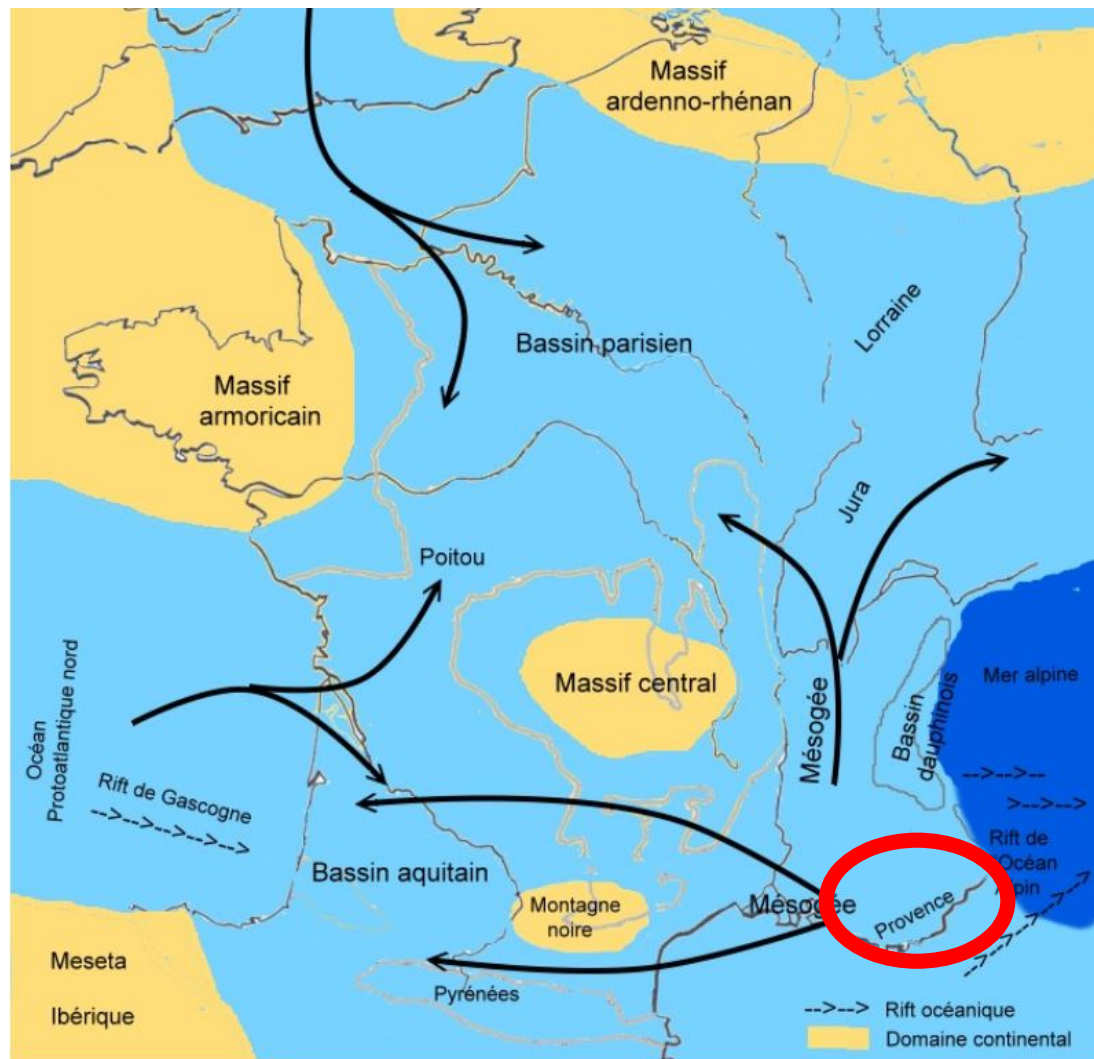 Massif
ardenno-rhénan
Lorraine
Bassin parisien
Massif
armoricain
Jura
Poitou
Massif central
Mer alpine
Bassin
dauphinois
Mésogée
Océan
Protoatlantique nord
Rift de Gascogne
Rift de
l'Océan
Alpin
Bassin aquitain
Montagne
noire
Mésogée
Provence
Meseta
Ibérique
Pyrénées
Rift océanique
Domaine continental